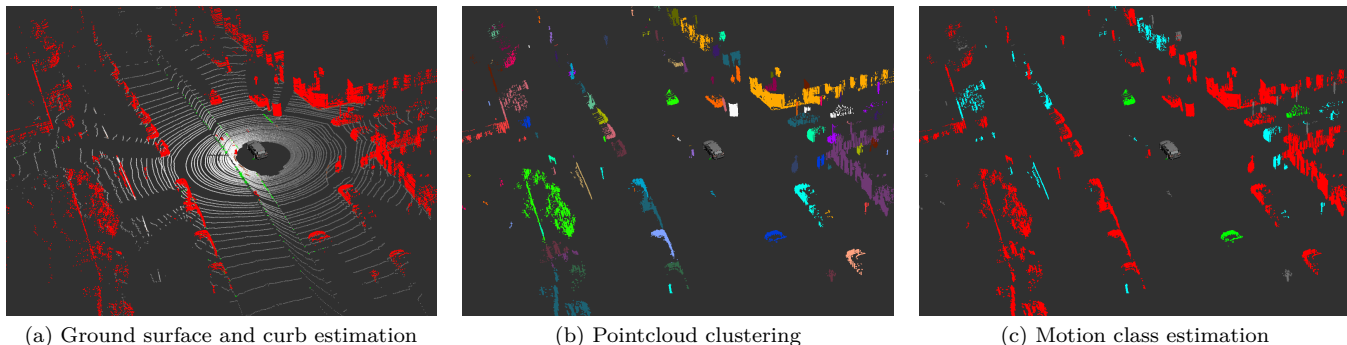 (a) Ground surface and curb estimation
(b) Pointcloud clustering
(c) Motion class estimation